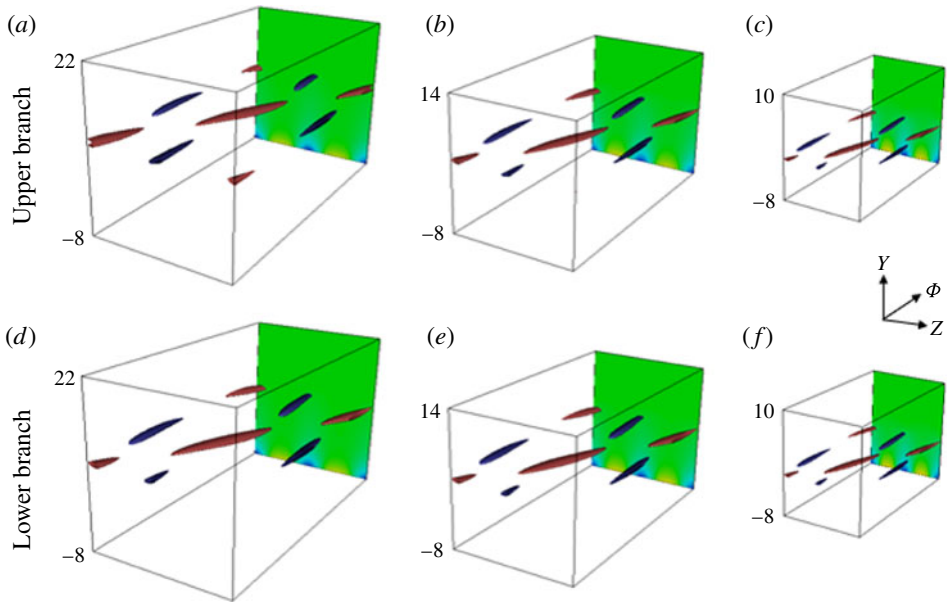 (a)
(b)
(c)
22
14
10
Upper branch
–8
–8
–8
Y
Φ
Z
(d)
(e)
(f)
22
14
10
Lower branch
–8
–8
–8